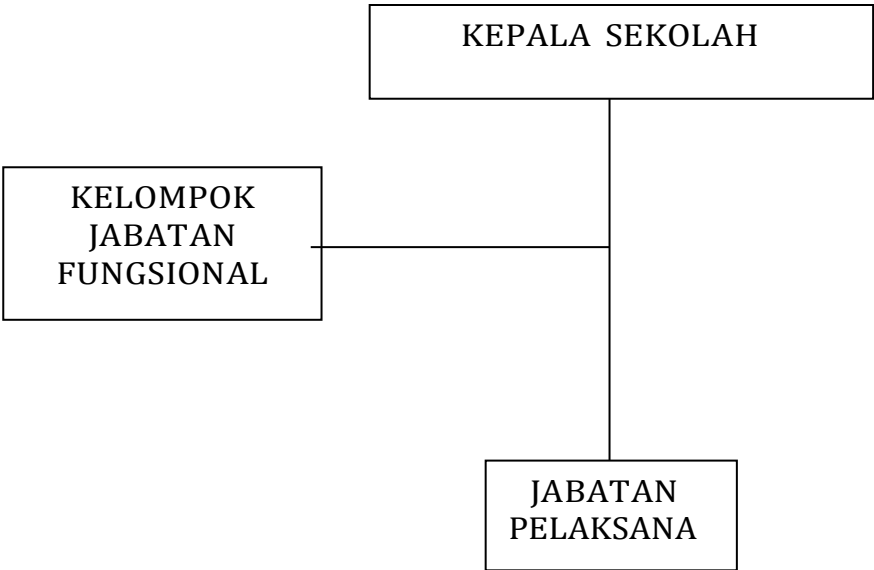 KEPALA SEKOLAH
KELOMPOK
JABATAN
FUNGSIONAL
JABATAN
PELAKSANA